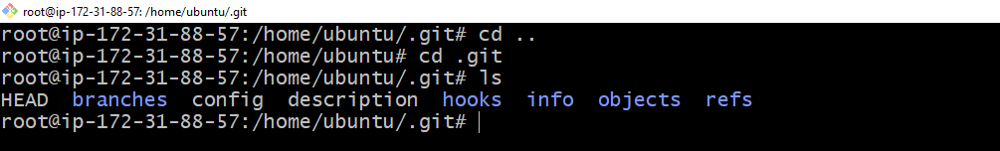 root@ip-172-31-88-57: /home/ubuntu/.git
root@ip-172-31-88-57:/home/ubuntu/.git# cd ..
root@ip-172-31-88-57:/home/ubuntu# cd .git
root@ip-172-31-88-57:/home/ubuntu/.git# ls
HEAD  branches  config  description  hooks  info  objects  refs
root@ip-172-31-88-57:/home/ubuntu/.git#